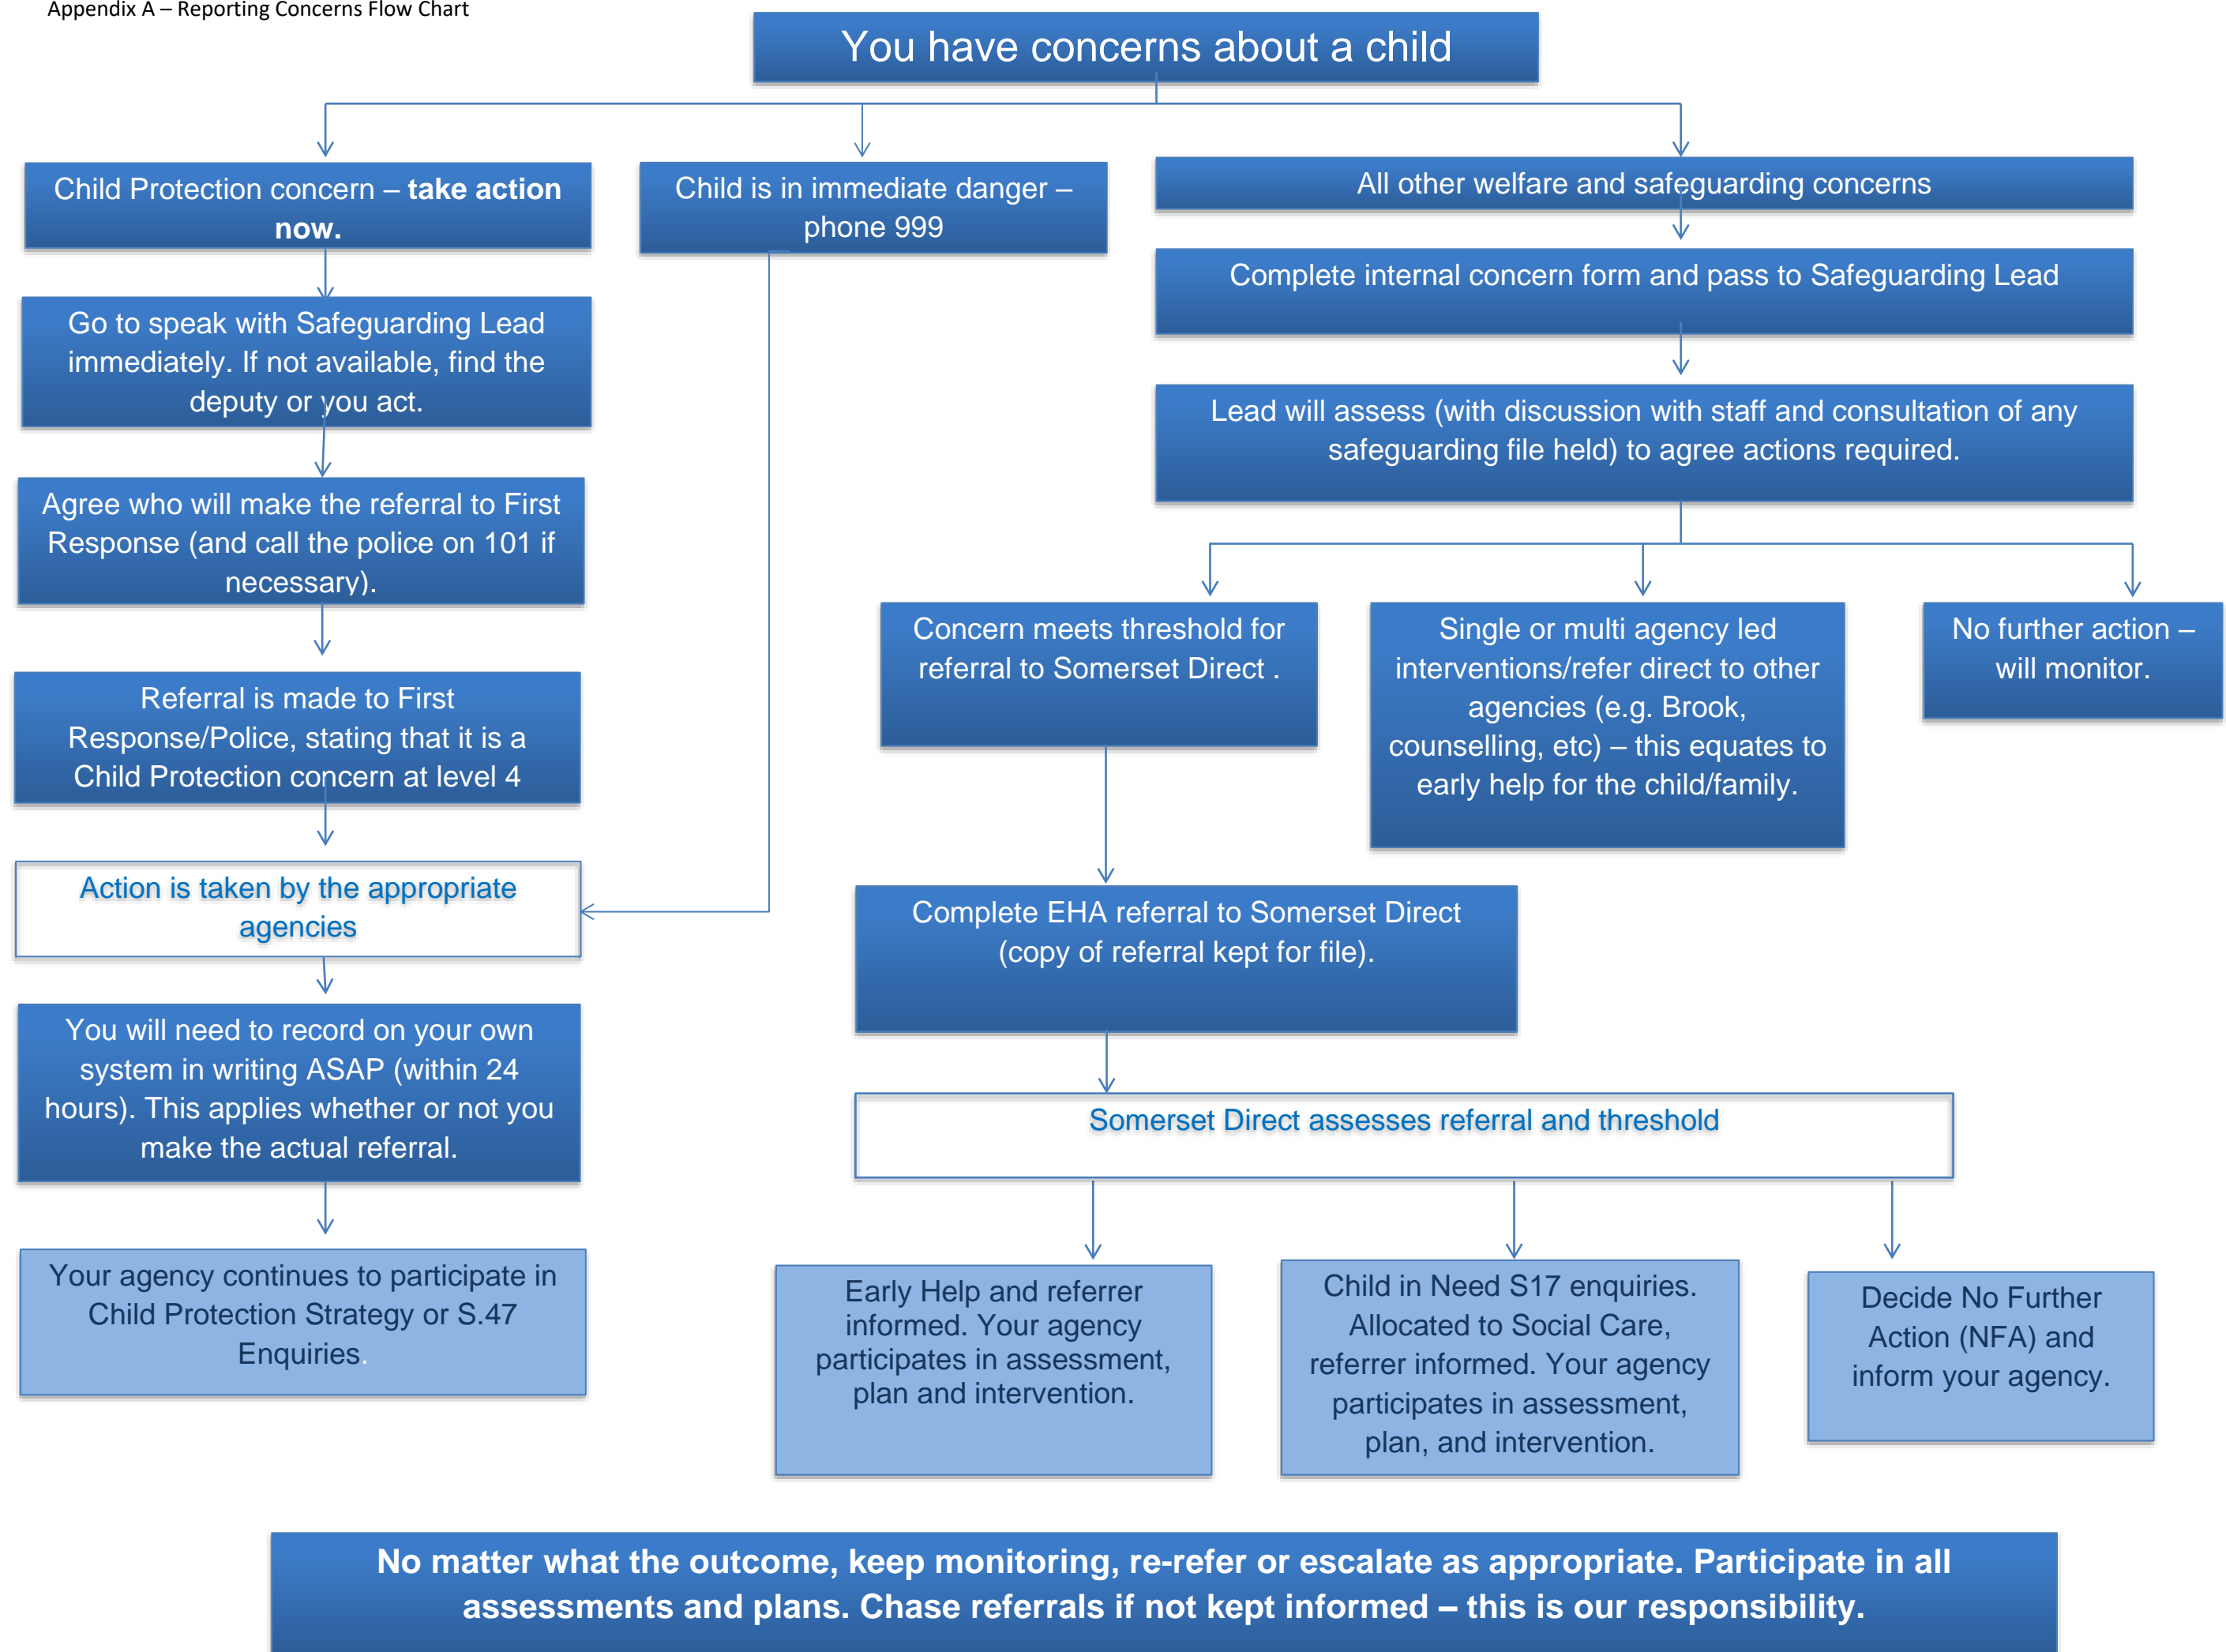 Appendix A – Reporting Concerns Flow Chart
You have concerns about a child
Child Protection concern – take action
now.
Child is in immediate danger –
phone 999
All other welfare and safeguarding concerns
Go to speak with Safeguarding Lead
immediately. If not available, find the
deputy or you act.
Agree who will make the referral to First
Response (and call the police on 101 if
necessary).
Referral is made to First
Response/Police, stating that it is a
Child Protection concern at level 4
Action is taken by the appropriate
agencies
You will need to record on your own
system in writing ASAP (within 24
hours). This applies whether or not you
make the actual referral.
Your agency continues to participate in
Child Protection Strategy or S.47
Enquiries.
Complete internal concern form and pass to Safeguarding Lead
Lead will assess (with discussion with staff and consultation of any
safeguarding file held) to agree actions required.
Concern meets threshold for
referral to Somerset Direct .
Single or multi agency led
interventions/refer direct to other
agencies (e.g. Brook,
counselling, etc) – this equates to
early help for the child/family.
No further action –
will monitor.
Complete EHA referral to Somerset Direct
(copy of referral kept for file).
Somerset Direct assesses referral and threshold
Early Help and referrer
informed. Your agency
participates in assessment,
plan and intervention.
Child in Need S17 enquiries.
Allocated to Social Care,
referrer informed. Your agency
participates in assessment,
plan, and intervention.
Decide No Further
Action (NFA) and
inform your agency.
No matter what the outcome, keep monitoring, re-refer or escalate as appropriate. Participate in all
assessments and plans. Chase referrals if not kept informed – this is our responsibility.